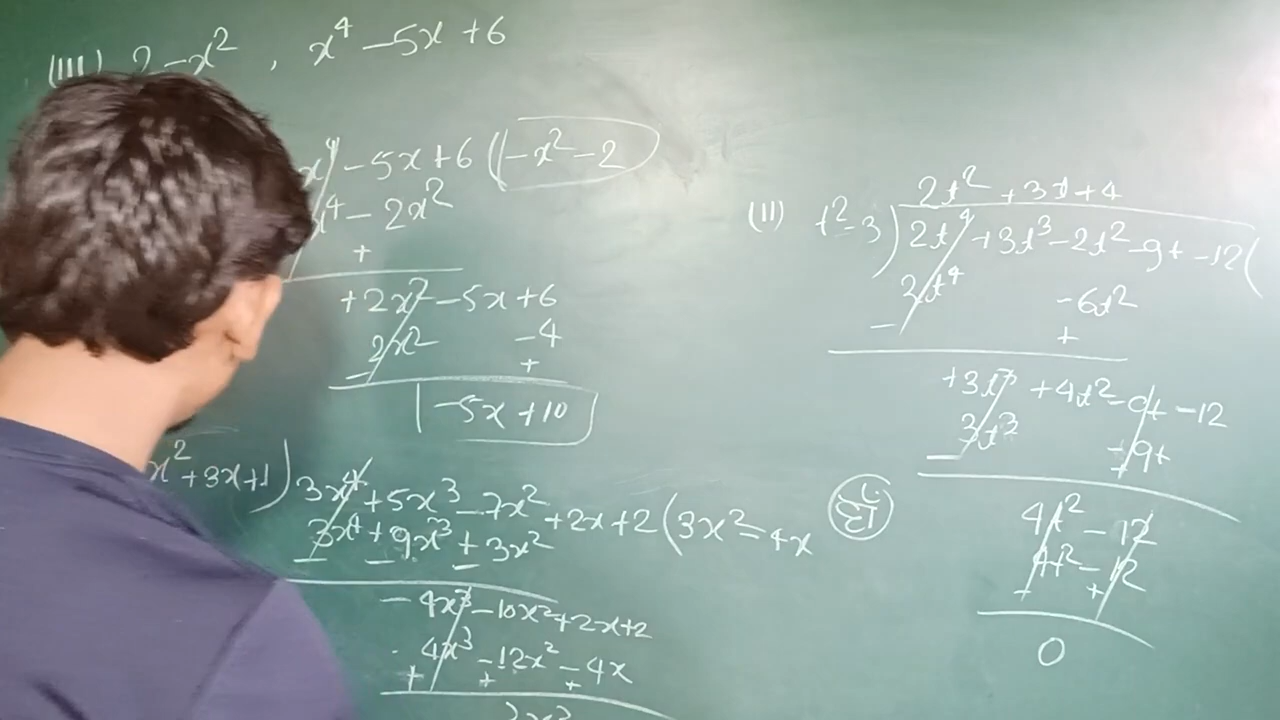 (III) 2 - x² , x⁴ - 5x + 6
x⁴ - 5x + 6 ( -x² - 2
x⁴ - 2x²
+
+2x² - 5x + 6
2x² - 4
- +
-5x + 10
x² + 3x + 1 ) 3x⁴ + 5x³ - 7x² + 2x + 2 ( 3x² - 4x
3x⁴ + 9x³ + 3x²
- - -
- 4x³ - 10x² + 2x + 2
- 4x³ - 12x² - 4x
+ + +
2x²
2t² + 3t + 4
(II) t² - 3 ) 2t⁴ + 3t³ - 2t² - 9t - 12 (
2t⁴ - 6t²
- +
+3t³ + 4t² - 9t - 12
3t³ - 9t
- +
हाँ
4t² - 12
4t² - 12
- +
0